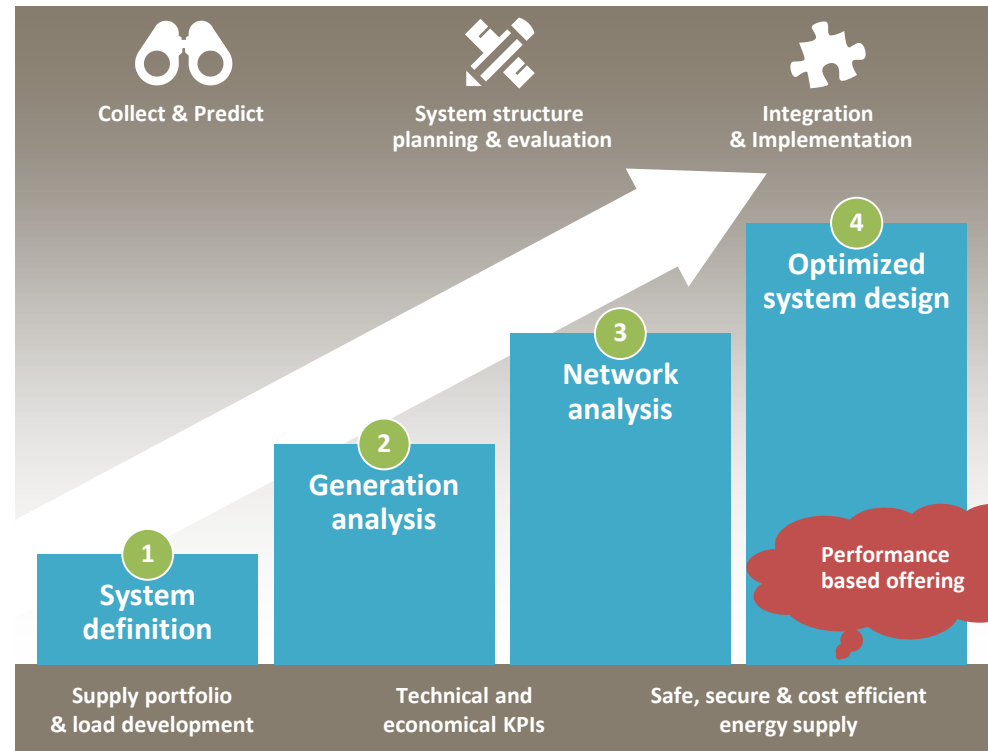 Collect & Predict
System structure
planning & evaluation
Integration
& Implementation
4
Optimized
system design
3
Network
analysis
2
Generation
analysis
1
System
definition
Performance
based offering
Supply portfolio
& load development
Technical and
economical KPIs
Safe, secure & cost efficient
energy supply